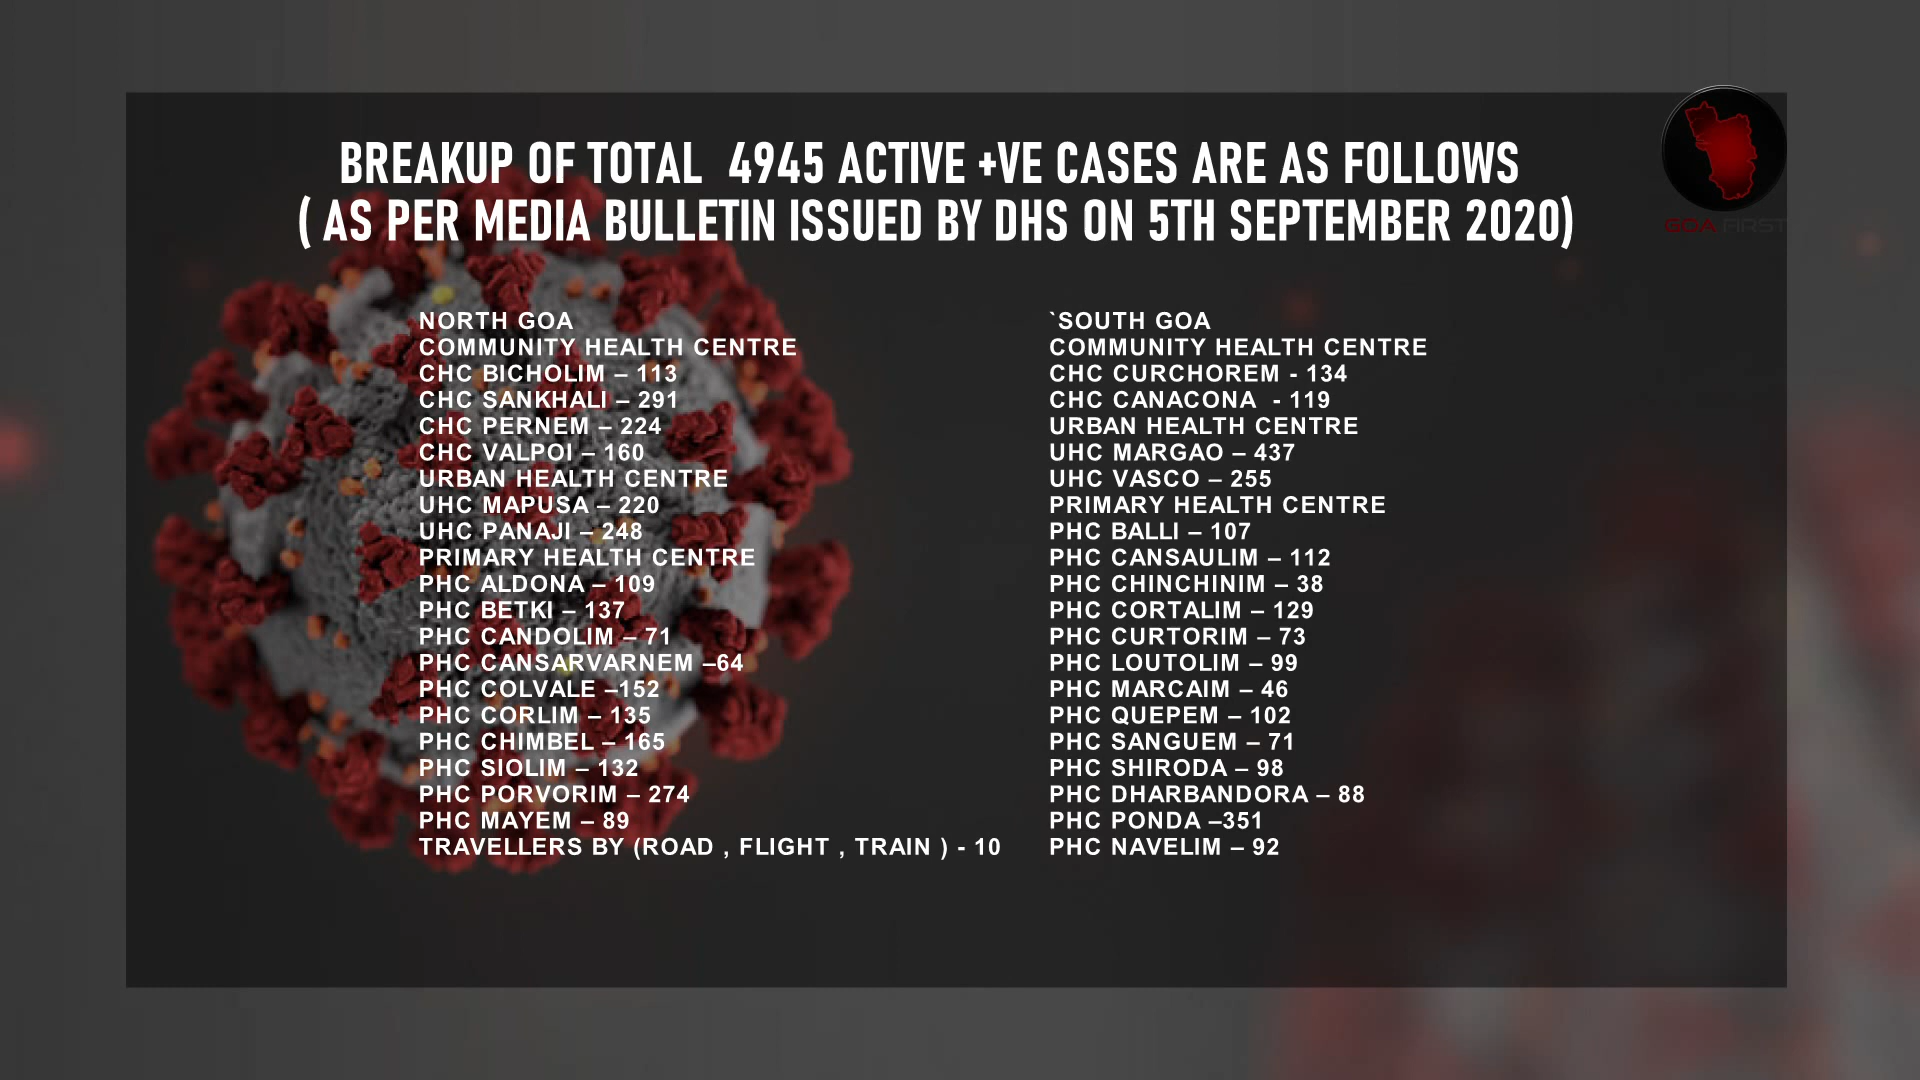 BREAKUP OF TOTAL 4945 ACTIVE +VE CASES ARE AS FOLLOWS
( AS PER MEDIA BULLETIN ISSUED BY DHS ON 5TH SEPTEMBER 2020)
GOA FIRST
NORTH GOA
COMMUNITY HEALTH CENTRE
CHC BICHOLIM – 113
CHC SANKHALI – 291
CHC PERNEM – 224
CHC VALPOI – 160
URBAN HEALTH CENTRE
UHC MAPUSA – 220
UHC PANAJI – 248
PRIMARY HEALTH CENTRE
PHC ALDONA – 109
PHC BETKI – 137
PHC CANDOLIM – 71
PHC CANSARVARNEM –64
PHC COLVALE –152
PHC CORLIM – 135
PHC CHIMBEL – 165
PHC SIOLIM – 132
PHC PORVORIM – 274
PHC MAYEM – 89
TRAVELLERS BY (ROAD , FLIGHT , TRAIN ) - 10
`SOUTH GOA
COMMUNITY HEALTH CENTRE
CHC CURCHOREM - 134
CHC CANACONA - 119
URBAN HEALTH CENTRE
UHC MARGAO – 437
UHC VASCO – 255
PRIMARY HEALTH CENTRE
PHC BALLI – 107
PHC CANSAULIM – 112
PHC CHINCHINIM – 38
PHC CORTALIM – 129
PHC CURTORIM – 73
PHC LOUTOLIM – 99
PHC MARCAIM – 46
PHC QUEPEM – 102
PHC SANGUEM – 71
PHC SHIRODA – 98
PHC DHARBANDORA – 88
PHC PONDA –351
PHC NAVELIM – 92